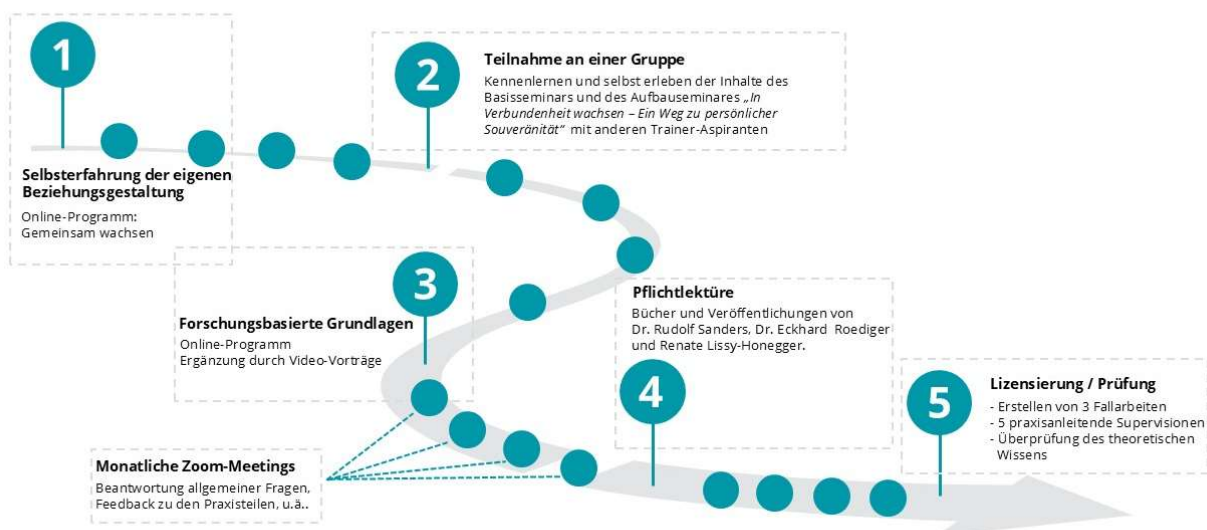 1
Selbsterfahrung der eigenen
Beziehungsgestaltung
Online-Programm:
Gemeinsam wachsen
2
Teilnahme an einer Gruppe
Kennenlernen und selbst erleben der Inhalte des
Basisseminars und des Aufbauseminares „In
Verbundenheit wachsen – Ein Weg zu persönlicher
Souveränität“ mit anderen Trainer-Aspiranten
3
Forschungsbasierte Grundlagen
Online-Programm
Ergänzung durch Video-Vorträge
Monatliche Zoom-Meetings
Beantwortung allgemeiner Fragen,
Feedback zu den Praxisteilen, u.ä..
Pflichtlektüre
Bücher und Veröffentlichungen von
Dr. Rudolf Sanders, Dr. Eckhard Roediger
und Renate Lissy-Honegger.
4
5
Lizensierung / Prüfung
- Erstellen von 3 Fallarbeiten
- 5 praxisanleitende Supervisionen
- Überprüfung des theoretischen
Wissens